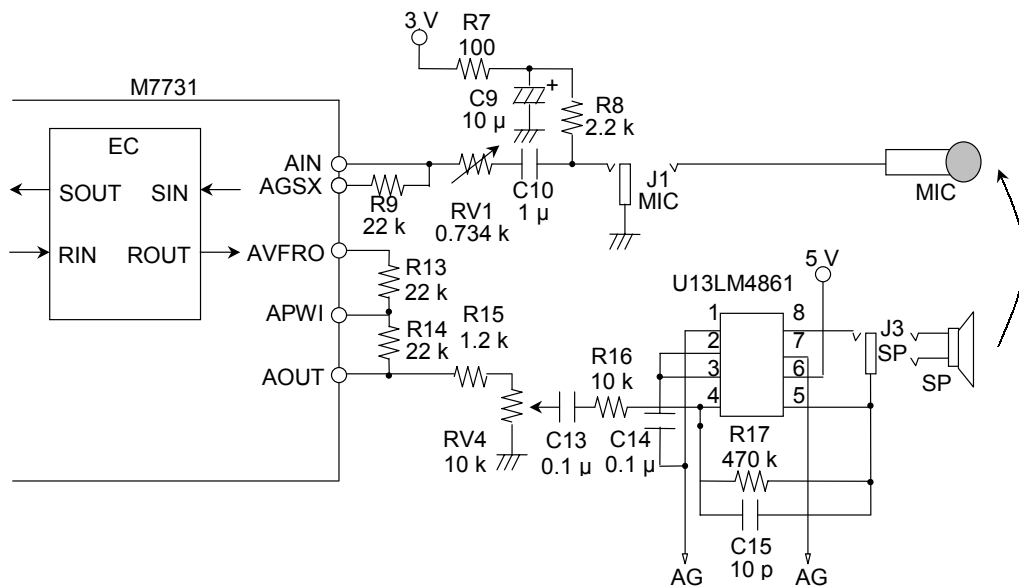 3 V
R7
100
M7731
C9
10 µ
+
R8
2.2 k
EC
AIN
SOUT
SIN
AGSX
R9
22 k
RV1
0.734 k
C10
1 µ
J1
MIC
MIC
RIN
ROUT
AVFRO
R13
22 k
APWI
R14
22 k
R15
1.2 k
AOUT
RV4
10 k
C13
0.1 µ
R16
10 k
C14
0.1 µ
5 V
U13LM4861
1
2
3
4
8
7
6
5
J3
SP
SP
R17
470 k
C15
10 p
AG
AG